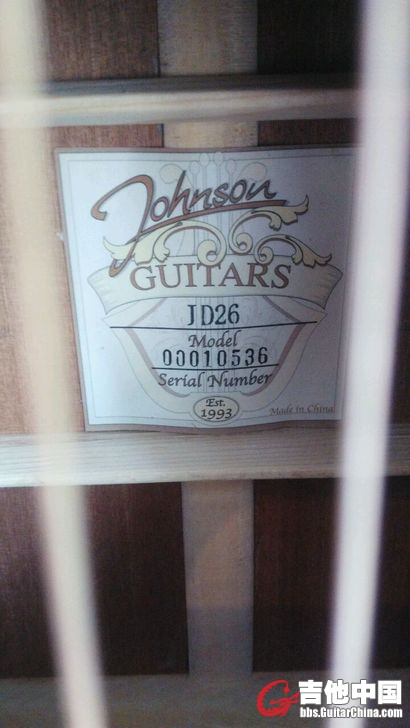 Johnson
GUITARS
JD26
Model
00010536
Serial Number
Est.
1993
Made in China
吉他中国
bbs.GuitarChina.com